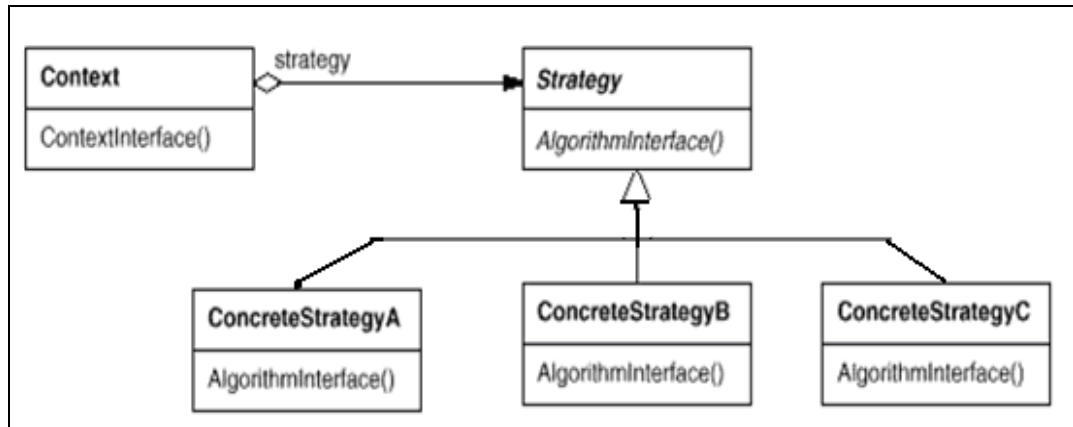 Context
ContextInterface()
strategy
Strategy
AlgorithmInterface()
ConcreteStrategyA
AlgorithmInterface()
ConcreteStrategyB
AlgorithmInterface()
ConcreteStrategyC
AlgorithmInterface()